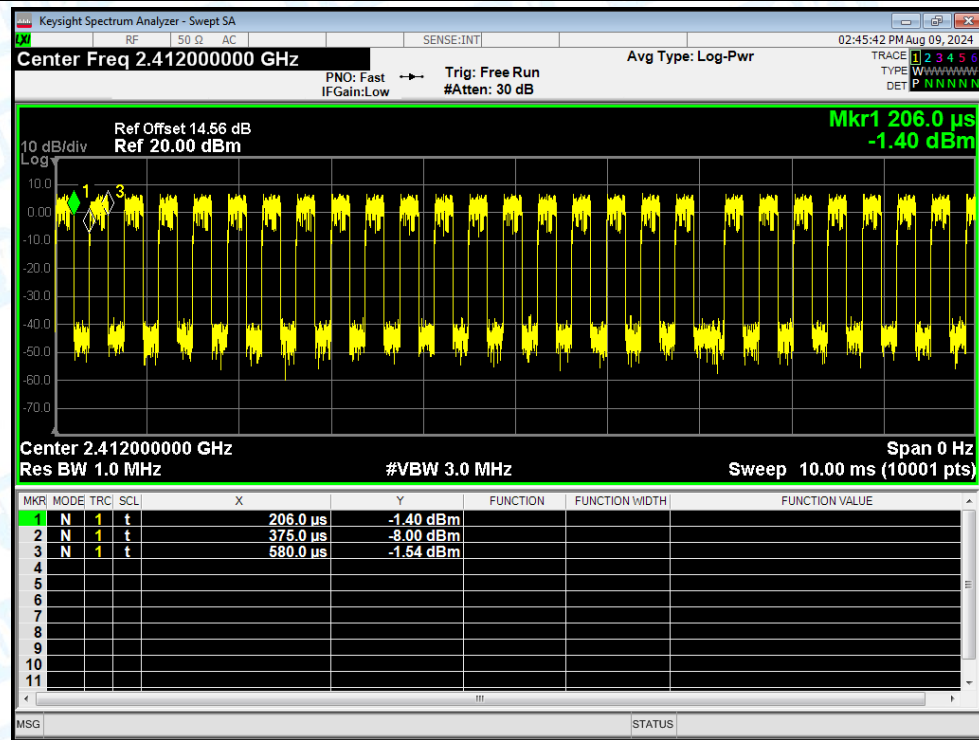 Keysight Spectrum Analyzer - Swept SA
LXI RF 50 Ω AC SENSE:INT 02:45:42 PM Aug 09, 2024
Center Freq 2.412000000 GHz Avg Type: Log-Pwr TRACE 1 2 3 4 5 6
PNO: Fast Trig: Free Run TYPE WWWWWW
IFGain:Low #Atten: 30 dB DET P N N N N N
Mkr1 206.0 µs
Ref Offset 14.56 dB
10 dB/div Ref 20.00 dBm -1.40 dBm
Log
1 3
10.0
0.00
-10.0
-20.0
-30.0
-40.0
-50.0
-60.0
-70.0
Center 2.412000000 GHz Span 0 Hz
Res BW 1.0 MHz #VBW 3.0 MHz Sweep 10.00 ms (10001 pts)
MKR MODE TRC SCL X Y FUNCTION FUNCTION WIDTH FUNCTION VALUE
1 N 1 t 206.0 µs -1.40 dBm
2 N 1 t 375.0 µs -8.00 dBm
3 N 1 t 580.0 µs -1.54 dBm
4
5
6
7
8
9
10
11
MSG STATUS